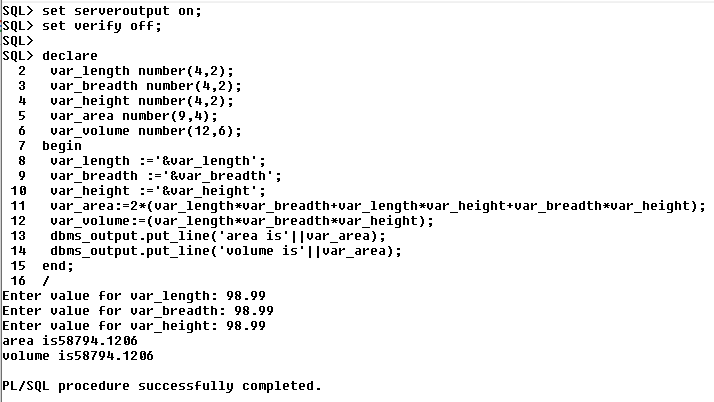 SQL> set serveroutput on;
SQL> set verify off;
SQL>
SQL> declare
  2   var_length number(4,2);
  3   var_breadth number(4,2);
  4   var_height number(4,2);
  5   var_area number(9,4);
  6   var_volume number(12,6);
  7  begin
  8   var_length :='&var_length';
  9   var_breadth :='&var_breadth';
 10   var_height :='&var_height';
 11   var_area:=2*(var_length*var_breadth+var_length*var_height+var_breadth*var_height);
 12   var_volume:=(var_length*var_breadth*var_height);
 13   dbms_output.put_line('area is'||var_area);
 14   dbms_output.put_line('volume is'||var_area);
 15  end;
 16  /
Enter value for var_length: 98.99
Enter value for var_breadth: 98.99
Enter value for var_height: 98.99
area is58794.1206
volume is58794.1206
PL/SQL procedure successfully completed.